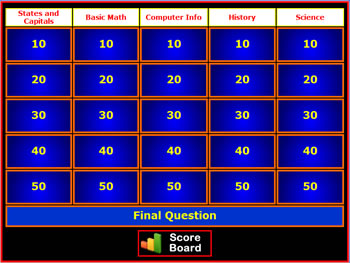 States and
Capitals
Basic Math
Computer Info
History
Science
10 10 10 10 10
20 20 20 20 20
30 30 30 30 30
40 40 40 40 40
50 50 50 50 50
Final Question
Score
Board